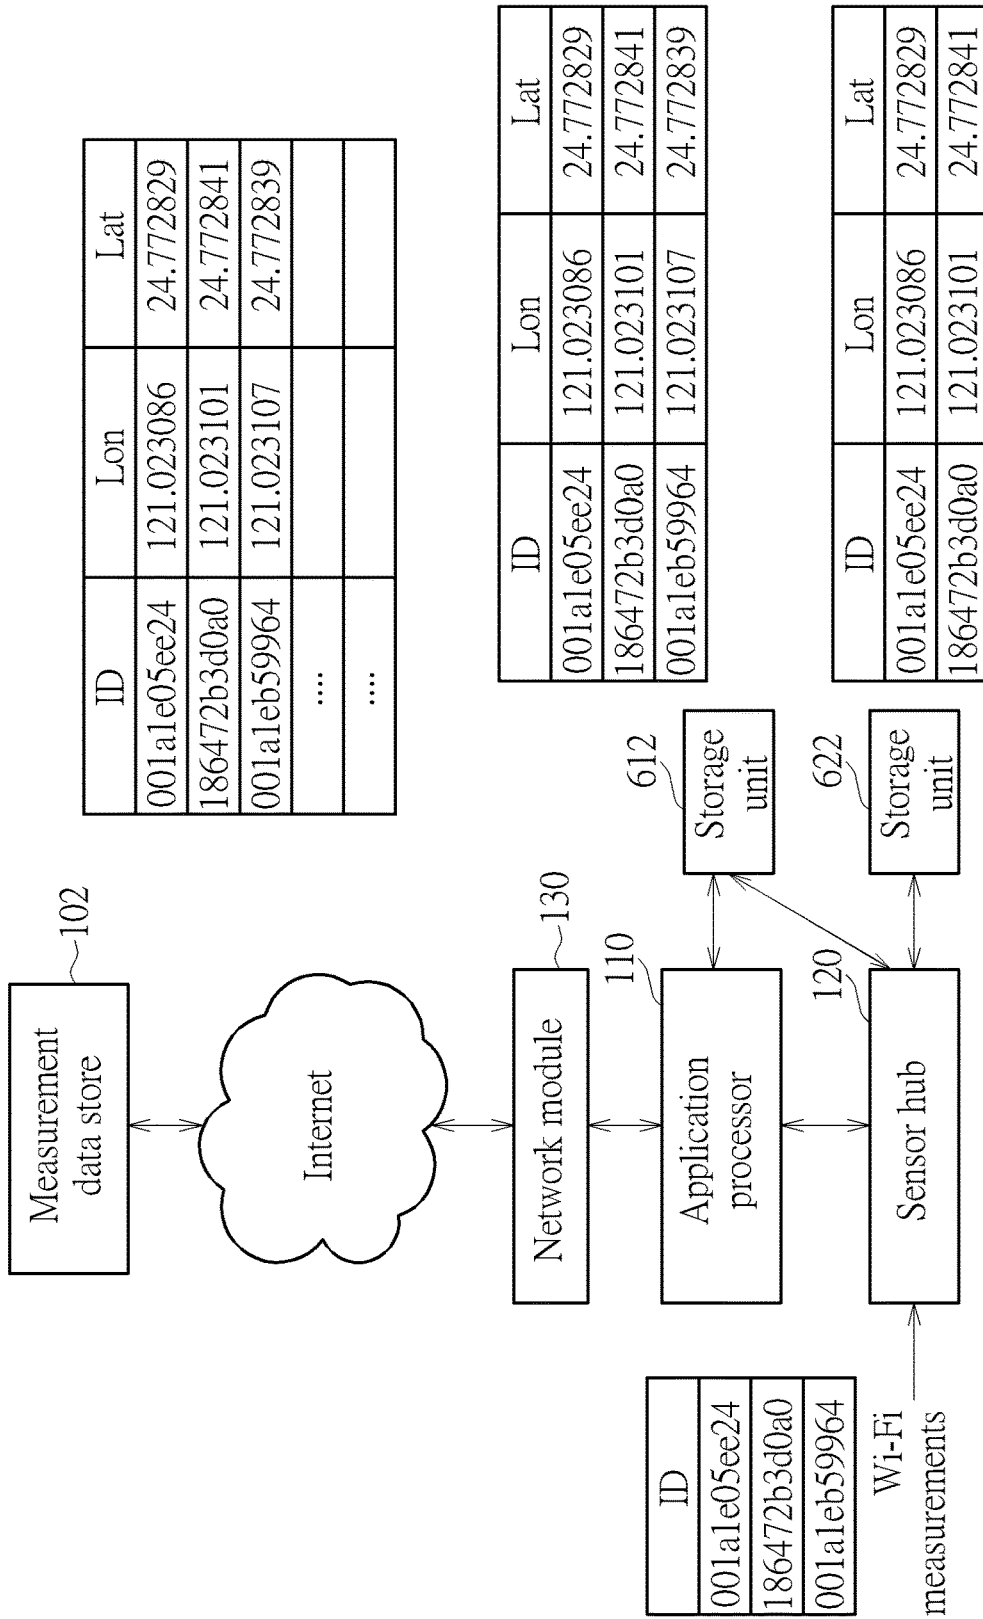 Measurement
data store
102
ID Lon Lat
001a1e05ee24 121.023086 24.772829
186472b3d0a0 121.023101 24.772841
001a1eb59964 121.023107 24.772839
....
....
Internet
Network module
130
ID Lon Lat
001a1e05ee24 121.023086 24.772829
186472b3d0a0 121.023101 24.772841
001a1eb59964 121.023107 24.772839
Application
processor
110
Storage
unit
612
ID
001a1e05ee24
186472b3d0a0
001a1eb59964
Wi-Fi
measurements
Sensor hub
120
Storage
unit
622
ID Lon Lat
001a1e05ee24 121.023086 24.772829
186472b3d0a0 121.023101 24.772841